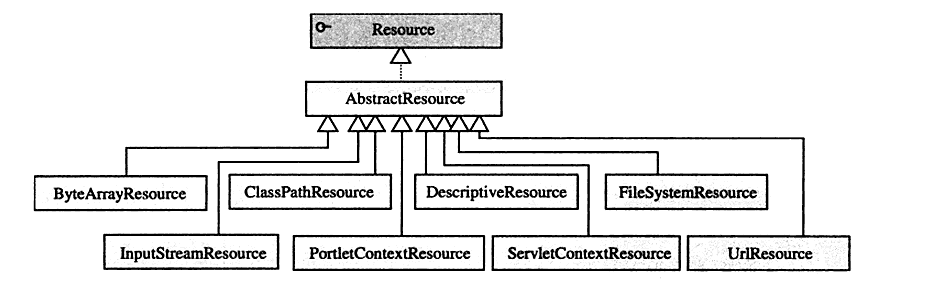 Resource
AbstractResource
ByteArrayResource
ClassPathResource
DescriptiveResource
FileSystemResource
InputStreamResource
PortletContextResource
ServletContextResource
UrlResource